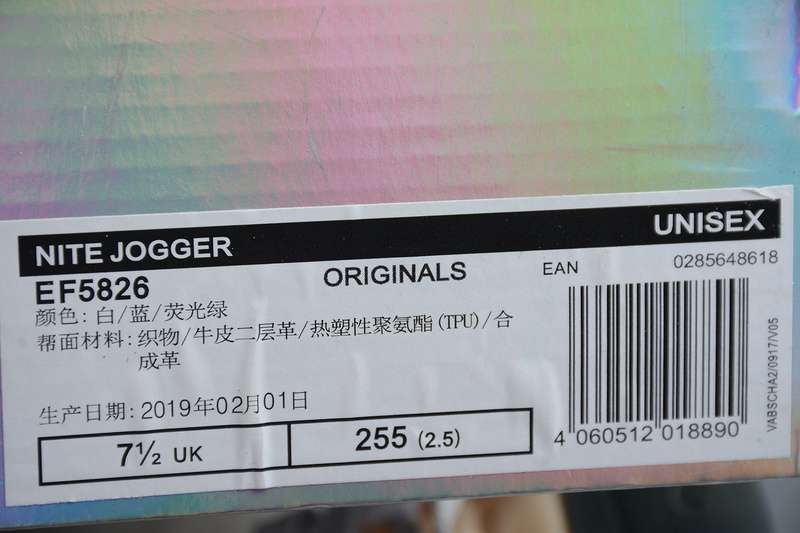 NITE JOGGER UNISEX
EF5826 ORIGINALS EAN 0285648618
颜色: 白/蓝/荧光绿
帮面材料: 织物/牛皮二层革/热塑性聚氨酯(TPU)/合
成革
生产日期: 2019年02月01日
7½ UK 255 (2.5)
4 060512 018890
VABSCHA2/0917/V05